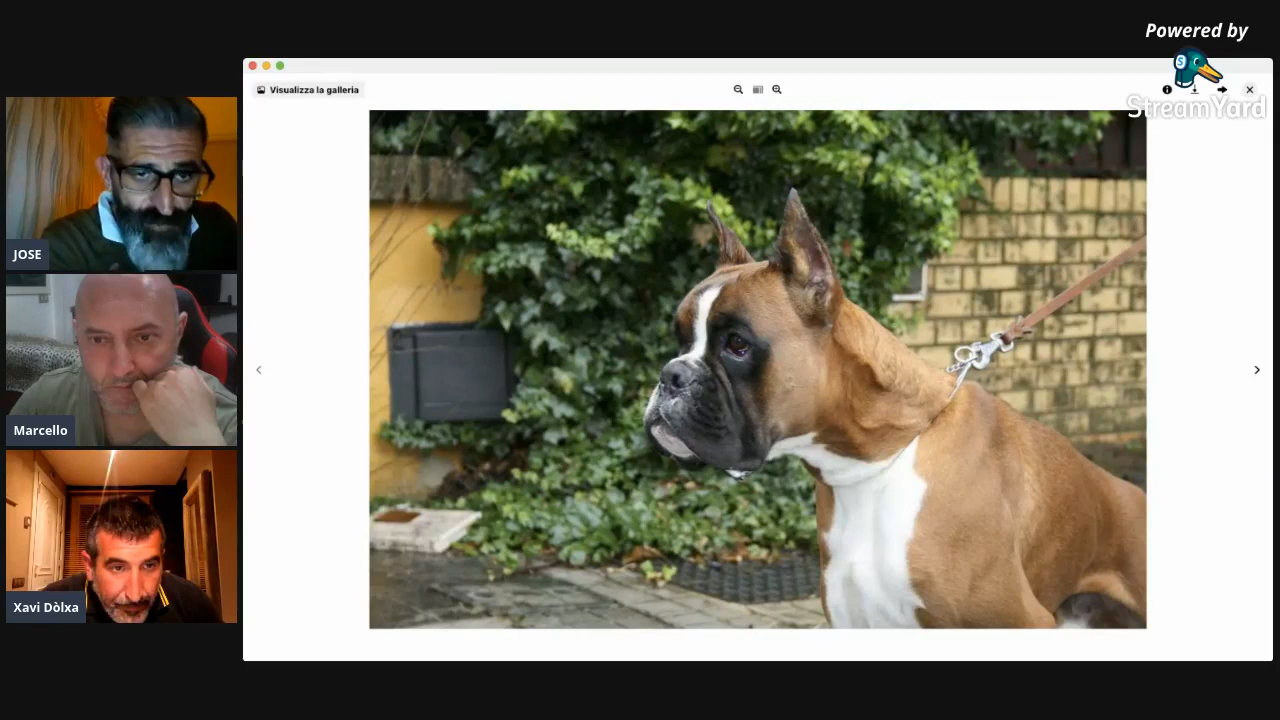 Powered by
StreamYard
Visualizza la galleria
JOSE
Marcello
Xavi Dòlxa